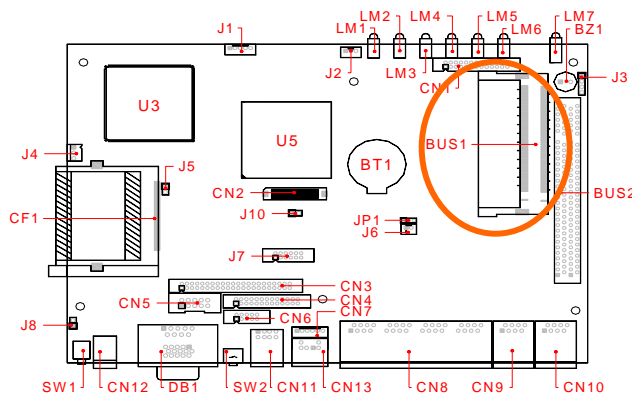 J1 LM2 LM4 LM5 LM7
LM1 LM6 BZ1
J2 LM3 J3
CN1
U3
U5
J4 BUS1
BT1
J5
CN2 BUS2
CF1
J10 JP1
J6
J7
CN3
CN5 CN4
CN6
CN7
J8
SW1 CN12 DB1 SW2 CN11 CN13 CN8 CN9 CN10